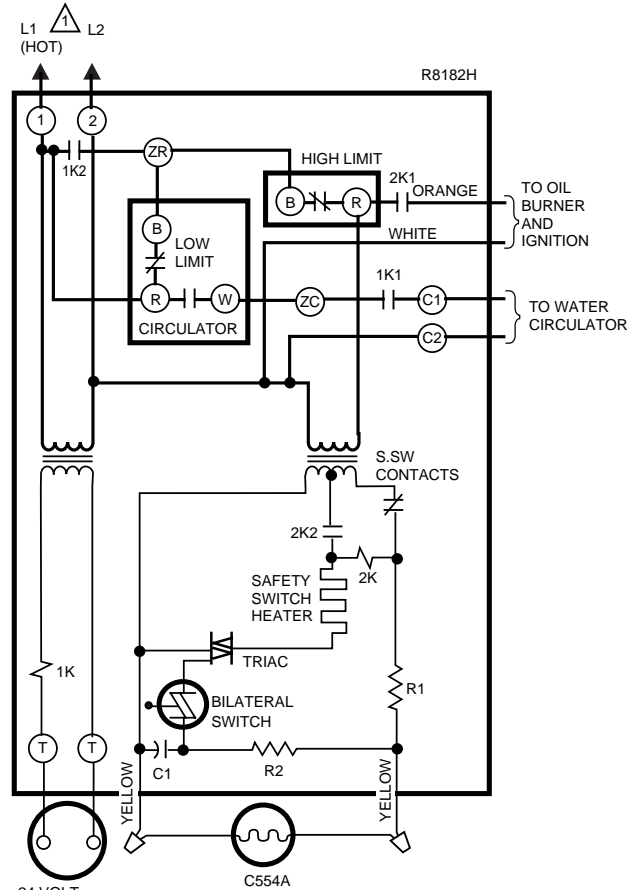 L1
(HOT)
1
L2
R8182H
1
2
1K2
ZR
HIGH LIMIT
B
R
2K1
ORANGE
TO OIL
BURNER
AND
IGNITION
WHITE
B
LOW
LIMIT
R
W
CIRCULATOR
ZC
1K1
C1
C2
TO WATER
CIRCULATOR
S.SW
CONTACTS
2K2
2K
SAFETY
SWITCH
HEATER
TRIAC
1K
BILATERAL
SWITCH
R1
T
T
C1
R2
YELLOW
YELLOW
C554A